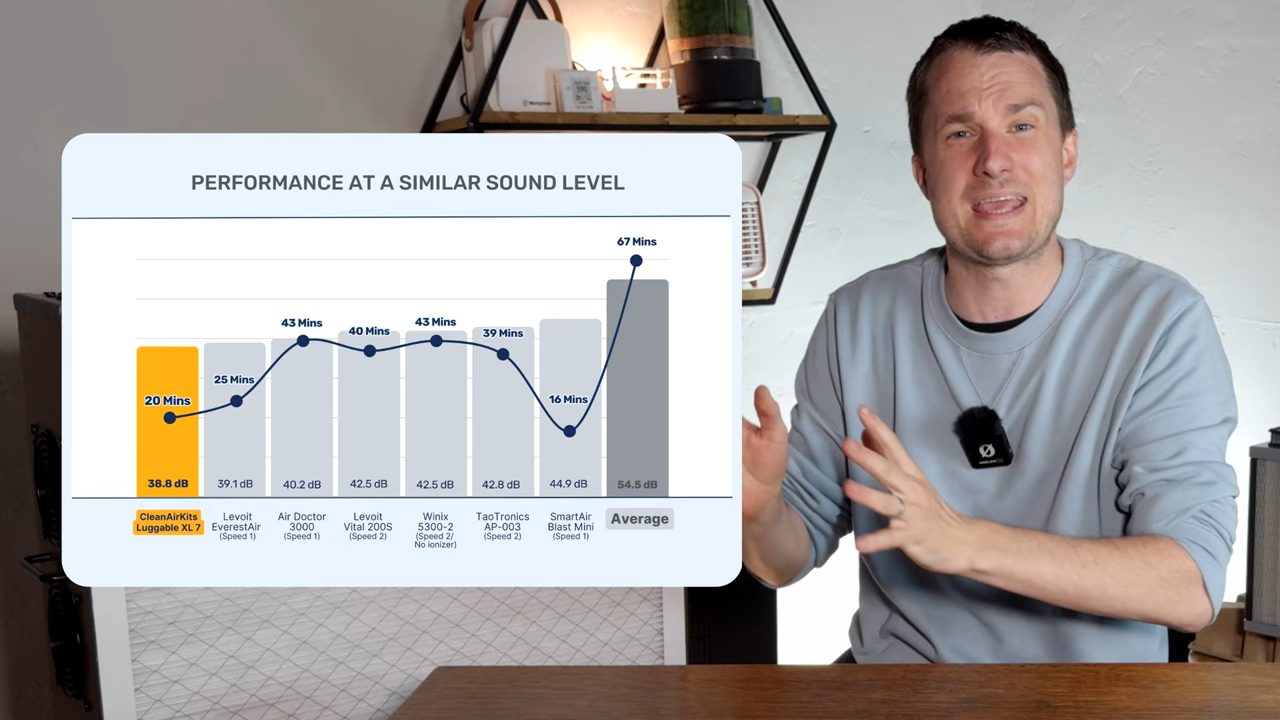 PERFORMANCE AT A SIMILAR SOUND LEVEL
67 Mins
43 Mins
40 Mins
43 Mins
39 Mins
25 Mins
20 Mins
16 Mins
38.8 dB
39.1 dB
40.2 dB
42.5 dB
42.5 dB
42.8 dB
44.9 dB
54.5 dB
CleanAirKits
Luggable XL 7
Levoit
EverestAir
(Speed 1)
Air Doctor
3000
(Speed 1)
Levoit
Vital 200S
(Speed 2)
Winix
5300-2
(Speed 2/
No ionizer)
TaoTronics
AP-003
(Speed 2)
SmartAir
Blast Mini
(Speed 1)
Average